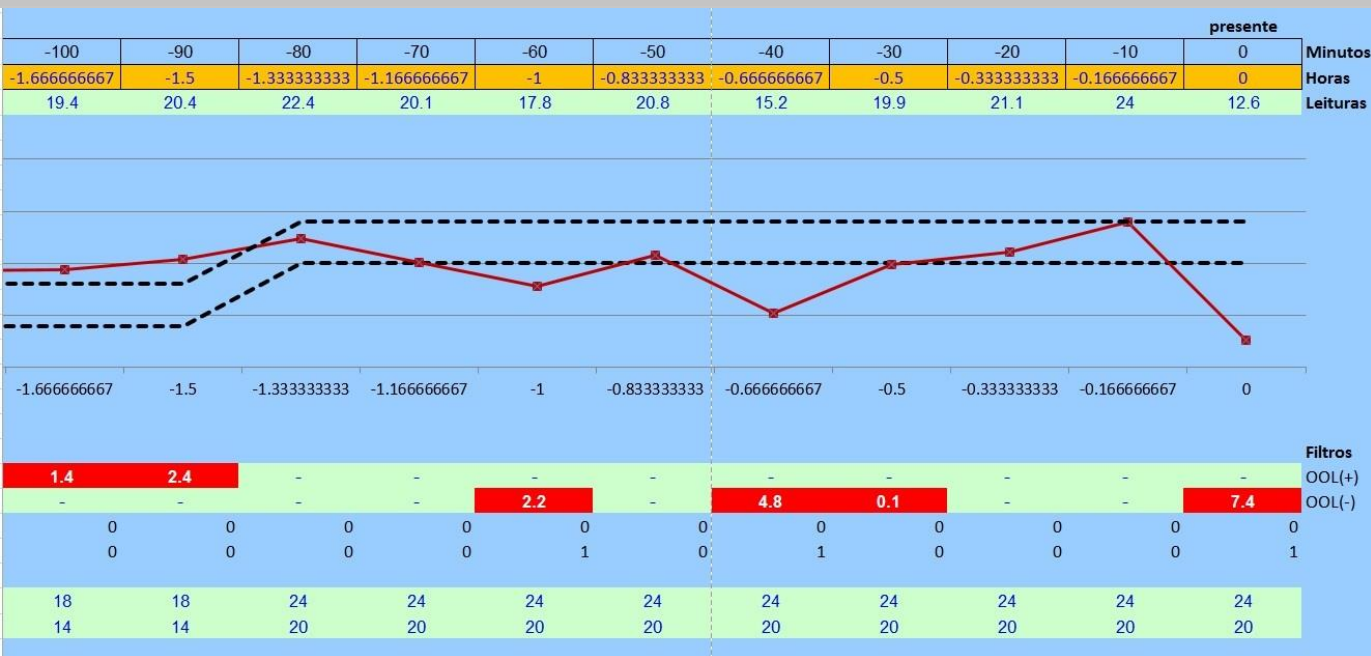 presente
-100 -90 -80 -70 -60 -50 -40 -30 -20 -10 0 Minutos
-1.666666667 -1.5 -1.333333333 -1.166666667 -1 -0.833333333 -0.666666667 -0.5 -0.333333333 -0.166666667 0 Horas
19.4 20.4 22.4 20.1 17.8 20.8 15.2 19.9 21.1 24 12.6 Leituras
-1.666666667 -1.5 -1.333333333 -1.166666667 -1 -0.833333333 -0.666666667 -0.5 -0.333333333 -0.166666667 0
Filtros
1.4 2.4 - - - - - - - - - OOL(+)
- - - - 2.2 - 4.8 0.1 - - 7.4 OOL(-)
0 0 0 0 0 0 0 0 0 0 0
0 0 0 0 1 0 1 0 0 0 1
18 18 24 24 24 24 24 24 24 24 24
14 14 20 20 20 20 20 20 20 20 20